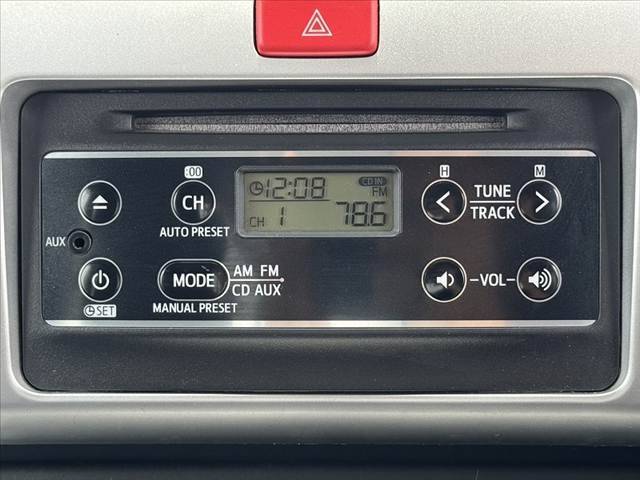 :00
H
M
CH
12:08
CD IN
FM
CH 1 78.6
TUNE
TRACK
AUTO PRESET
AUX
MODE
AM FM
CD AUX
-VOL-
SET
MANUAL PRESET